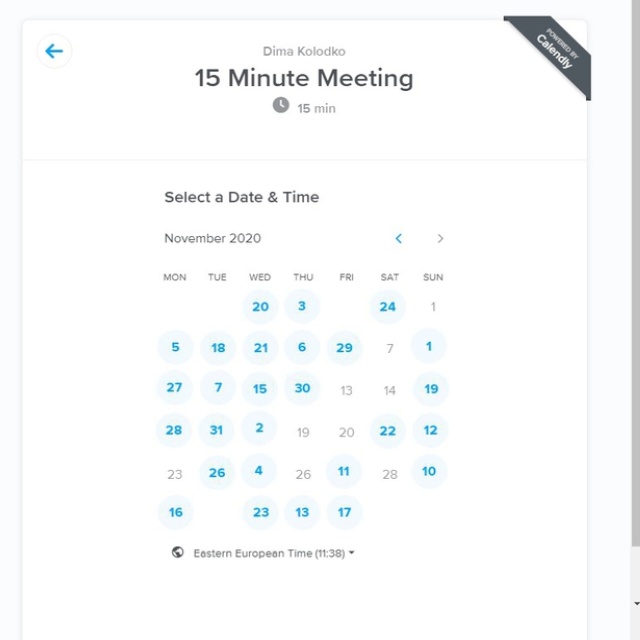 Dima Kolodko
15 Minute Meeting
15 min
POWERED BY
Calendly
Select a Date & Time
November 2020
MON TUE WED THU FRI SAT SUN
20 3 24 1
5 18 21 6 29 7 1
27 7 15 30 13 14 19
28 31 2 19 20 22 12
23 26 4 26 11 28 10
16 23 13 17
Eastern European Time (11:38)